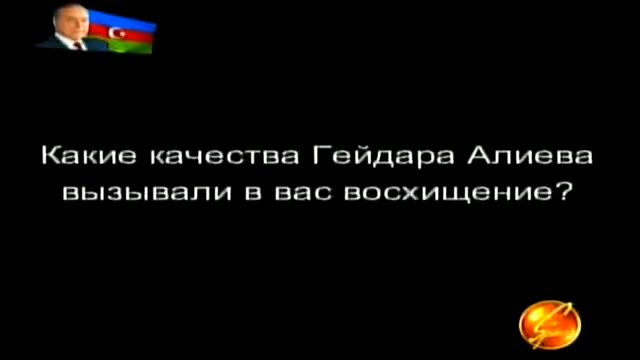 Какие качества Гейдара Алиева
вызывали в вас восхищение?